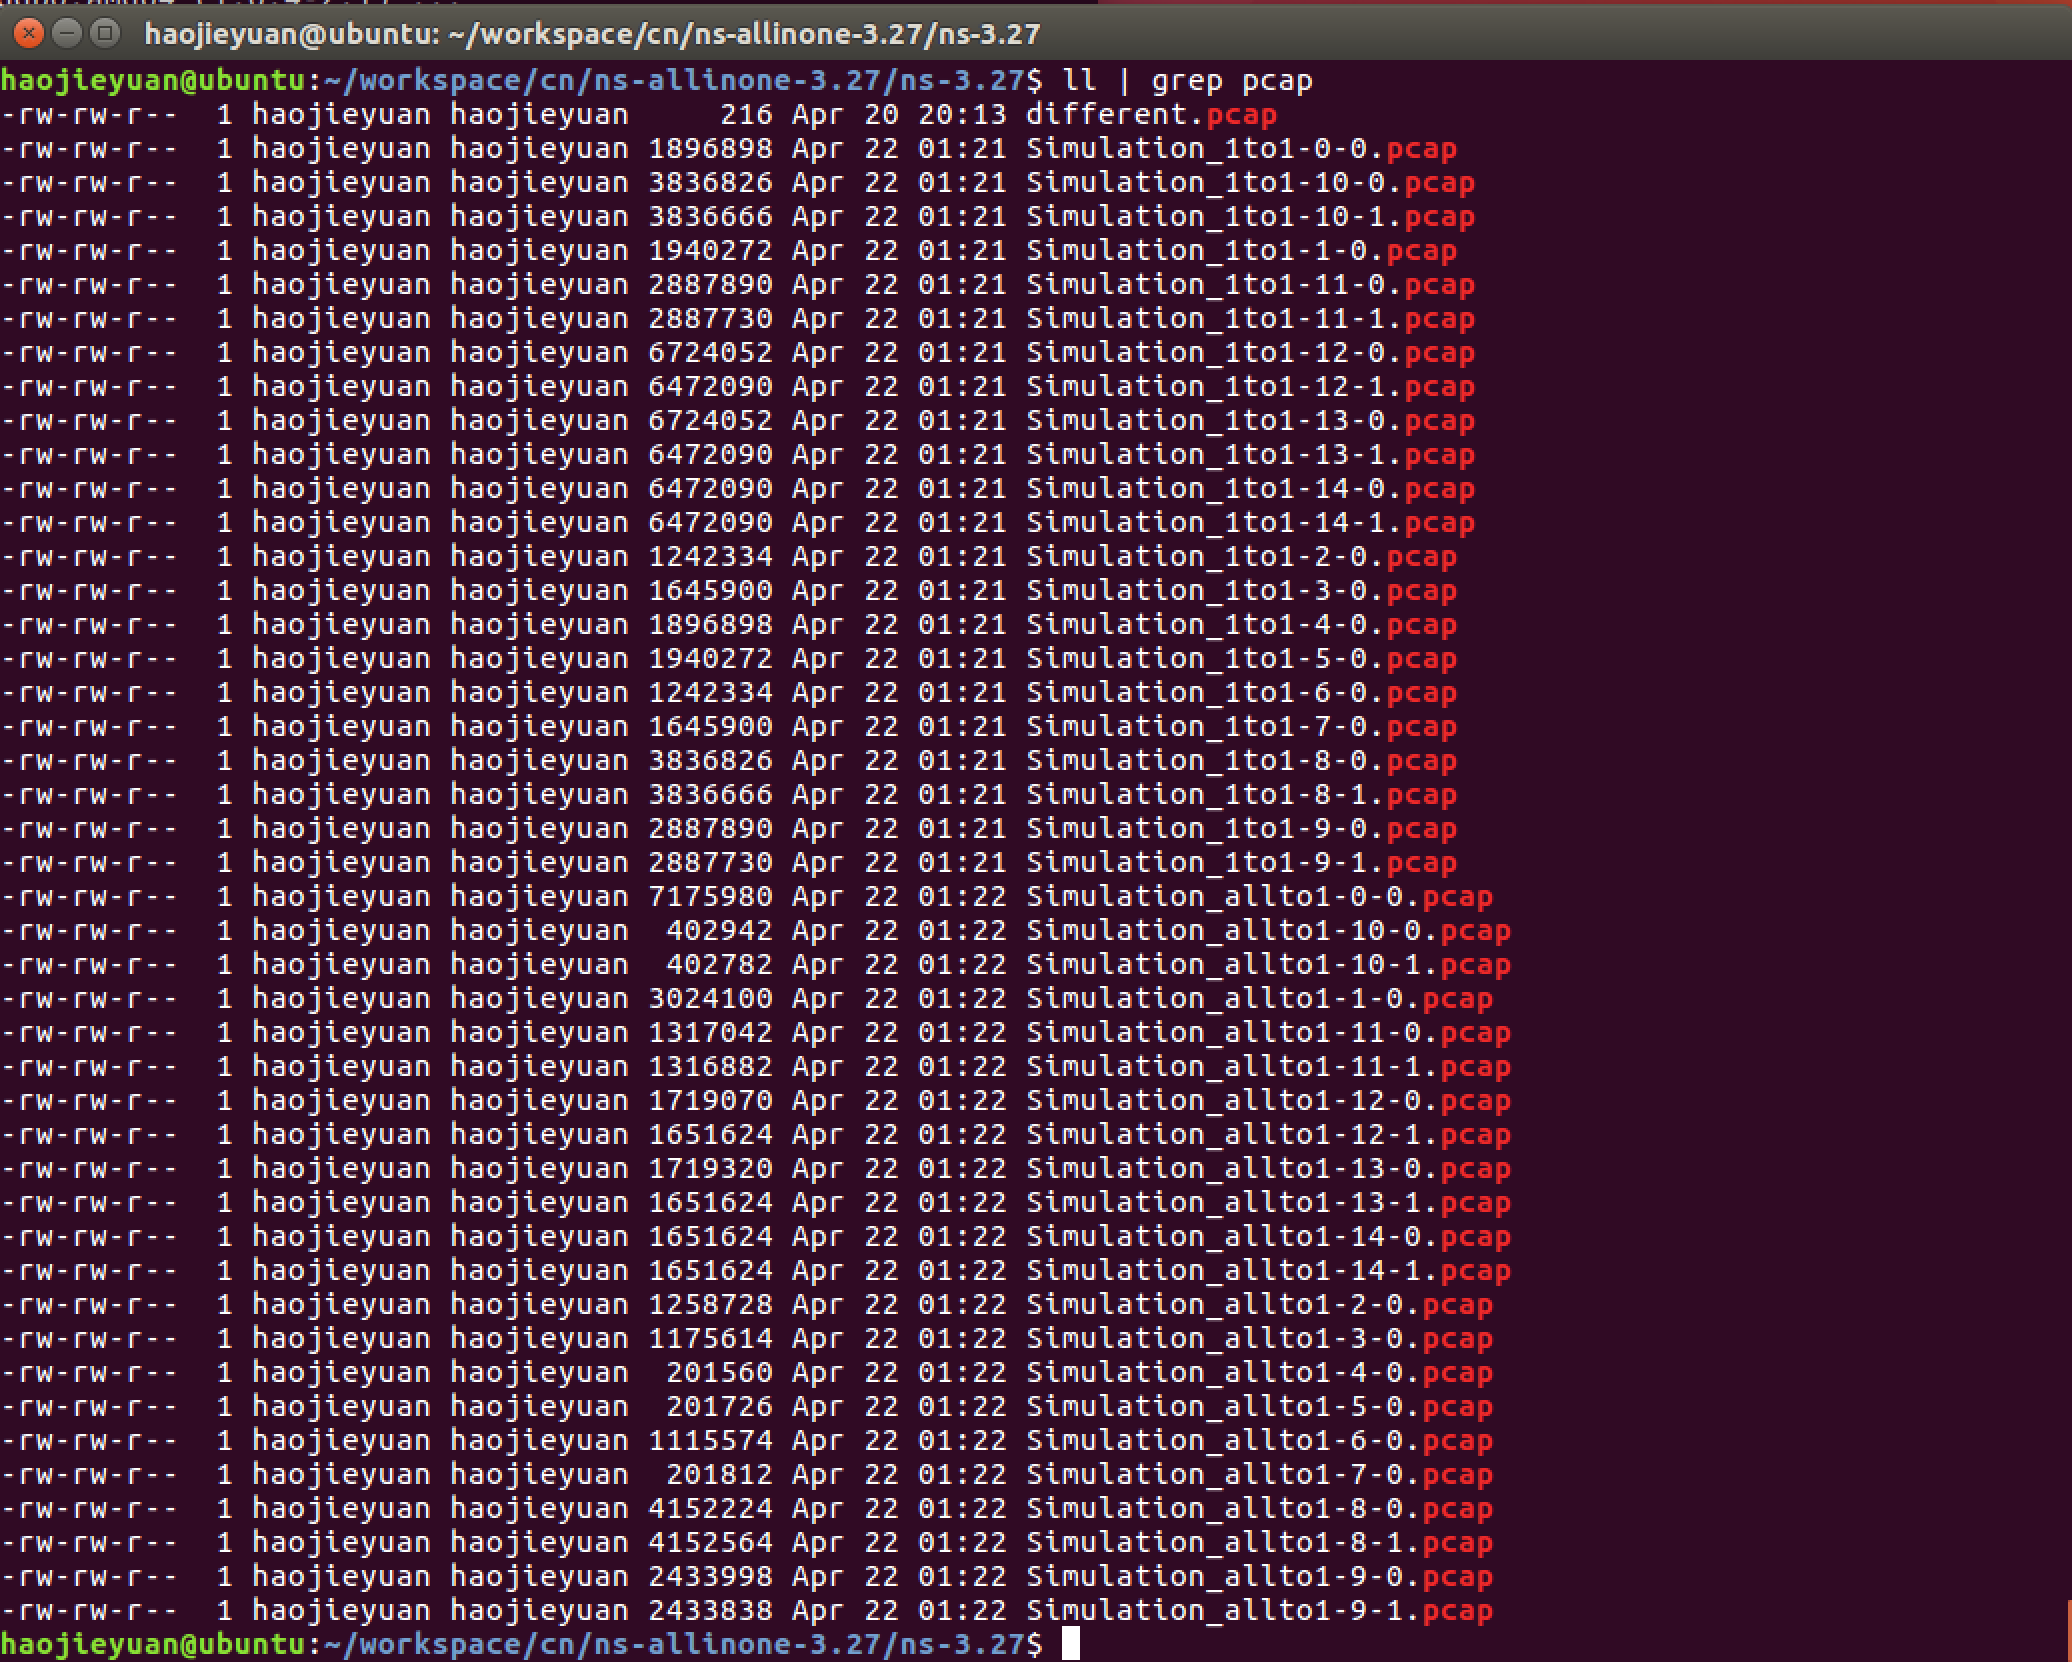 haojieyuan@ubuntu: ~/workspace/cn/ns-allinone-3.27/ns-3.27
haojieyuan@ubuntu:~/workspace/cn/ns-allinone-3.27/ns-3.27$ ll | grep pcap
-rw-rw-r--  1 haojieyuan haojieyuan     216 Apr 20 20:13 different.pcap
-rw-rw-r--  1 haojieyuan haojieyuan 1896898 Apr 22 01:21 Simulation_1to1-0-0.pcap
-rw-rw-r--  1 haojieyuan haojieyuan 3836826 Apr 22 01:21 Simulation_1to1-10-0.pcap
-rw-rw-r--  1 haojieyuan haojieyuan 3836666 Apr 22 01:21 Simulation_1to1-10-1.pcap
-rw-rw-r--  1 haojieyuan haojieyuan 1940272 Apr 22 01:21 Simulation_1to1-1-0.pcap
-rw-rw-r--  1 haojieyuan haojieyuan 2887890 Apr 22 01:21 Simulation_1to1-11-0.pcap
-rw-rw-r--  1 haojieyuan haojieyuan 2887730 Apr 22 01:21 Simulation_1to1-11-1.pcap
-rw-rw-r--  1 haojieyuan haojieyuan 6724052 Apr 22 01:21 Simulation_1to1-12-0.pcap
-rw-rw-r--  1 haojieyuan haojieyuan 6472090 Apr 22 01:21 Simulation_1to1-12-1.pcap
-rw-rw-r--  1 haojieyuan haojieyuan 6724052 Apr 22 01:21 Simulation_1to1-13-0.pcap
-rw-rw-r--  1 haojieyuan haojieyuan 6472090 Apr 22 01:21 Simulation_1to1-13-1.pcap
-rw-rw-r--  1 haojieyuan haojieyuan 6472090 Apr 22 01:21 Simulation_1to1-14-0.pcap
-rw-rw-r--  1 haojieyuan haojieyuan 6472090 Apr 22 01:21 Simulation_1to1-14-1.pcap
-rw-rw-r--  1 haojieyuan haojieyuan 1242334 Apr 22 01:21 Simulation_1to1-2-0.pcap
-rw-rw-r--  1 haojieyuan haojieyuan 1645900 Apr 22 01:21 Simulation_1to1-3-0.pcap
-rw-rw-r--  1 haojieyuan haojieyuan 1896898 Apr 22 01:21 Simulation_1to1-4-0.pcap
-rw-rw-r--  1 haojieyuan haojieyuan 1940272 Apr 22 01:21 Simulation_1to1-5-0.pcap
-rw-rw-r--  1 haojieyuan haojieyuan 1242334 Apr 22 01:21 Simulation_1to1-6-0.pcap
-rw-rw-r--  1 haojieyuan haojieyuan 1645900 Apr 22 01:21 Simulation_1to1-7-0.pcap
-rw-rw-r--  1 haojieyuan haojieyuan 3836826 Apr 22 01:21 Simulation_1to1-8-0.pcap
-rw-rw-r--  1 haojieyuan haojieyuan 3836666 Apr 22 01:21 Simulation_1to1-8-1.pcap
-rw-rw-r--  1 haojieyuan haojieyuan 2887890 Apr 22 01:21 Simulation_1to1-9-0.pcap
-rw-rw-r--  1 haojieyuan haojieyuan 2887730 Apr 22 01:21 Simulation_1to1-9-1.pcap
-rw-rw-r--  1 haojieyuan haojieyuan 7175980 Apr 22 01:22 Simulation_allto1-0-0.pcap
-rw-rw-r--  1 haojieyuan haojieyuan  402942 Apr 22 01:22 Simulation_allto1-10-0.pcap
-rw-rw-r--  1 haojieyuan haojieyuan  402782 Apr 22 01:22 Simulation_allto1-10-1.pcap
-rw-rw-r--  1 haojieyuan haojieyuan 3024100 Apr 22 01:22 Simulation_allto1-1-0.pcap
-rw-rw-r--  1 haojieyuan haojieyuan 1317042 Apr 22 01:22 Simulation_allto1-11-0.pcap
-rw-rw-r--  1 haojieyuan haojieyuan 1316882 Apr 22 01:22 Simulation_allto1-11-1.pcap
-rw-rw-r--  1 haojieyuan haojieyuan 1719070 Apr 22 01:22 Simulation_allto1-12-0.pcap
-rw-rw-r--  1 haojieyuan haojieyuan 1651624 Apr 22 01:22 Simulation_allto1-12-1.pcap
-rw-rw-r--  1 haojieyuan haojieyuan 1719320 Apr 22 01:22 Simulation_allto1-13-0.pcap
-rw-rw-r--  1 haojieyuan haojieyuan 1651624 Apr 22 01:22 Simulation_allto1-13-1.pcap
-rw-rw-r--  1 haojieyuan haojieyuan 1651624 Apr 22 01:22 Simulation_allto1-14-0.pcap
-rw-rw-r--  1 haojieyuan haojieyuan 1651624 Apr 22 01:22 Simulation_allto1-14-1.pcap
-rw-rw-r--  1 haojieyuan haojieyuan 1258728 Apr 22 01:22 Simulation_allto1-2-0.pcap
-rw-rw-r--  1 haojieyuan haojieyuan 1175614 Apr 22 01:22 Simulation_allto1-3-0.pcap
-rw-rw-r--  1 haojieyuan haojieyuan  201560 Apr 22 01:22 Simulation_allto1-4-0.pcap
-rw-rw-r--  1 haojieyuan haojieyuan  201726 Apr 22 01:22 Simulation_allto1-5-0.pcap
-rw-rw-r--  1 haojieyuan haojieyuan 1115574 Apr 22 01:22 Simulation_allto1-6-0.pcap
-rw-rw-r--  1 haojieyuan haojieyuan  201812 Apr 22 01:22 Simulation_allto1-7-0.pcap
-rw-rw-r--  1 haojieyuan haojieyuan 4152224 Apr 22 01:22 Simulation_allto1-8-0.pcap
-rw-rw-r--  1 haojieyuan haojieyuan 4152564 Apr 22 01:22 Simulation_allto1-8-1.pcap
-rw-rw-r--  1 haojieyuan haojieyuan 2433998 Apr 22 01:22 Simulation_allto1-9-0.pcap
-rw-rw-r--  1 haojieyuan haojieyuan 2433838 Apr 22 01:22 Simulation_allto1-9-1.pcap
haojieyuan@ubuntu:~/workspace/cn/ns-allinone-3.27/ns-3.27$